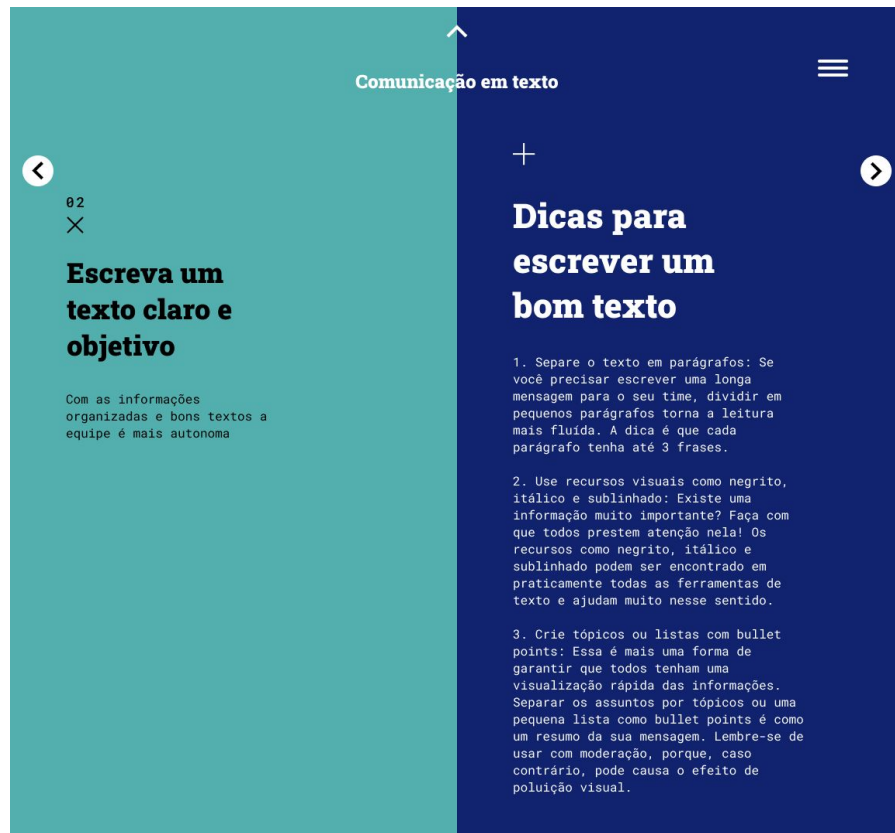 Comunicação em texto
02
Escreva um
texto claro e
objetivo
Com as informações
organizadas e bons textos a
equipe é mais autonoma
Dicas para
escrever um
bom texto
1. Separe o texto em parágrafos: Se
você precisar escrever uma longa
mensagem para o seu time, dividir em
pequenos parágrafos torna a leitura
mais fluída. A dica é que cada
parágrafo tenha até 3 frases.
2. Use recursos visuais como negrito,
itálico e sublinhado: Existe uma
informação muito importante? Faça com
que todos prestem atenção nela! Os
recursos como negrito, itálico e
sublinhado podem ser encontrado em
praticamente todas as ferramentas de
texto e ajudam muito nesse sentido.
3. Crie tópicos ou listas com bullet
points: Essa é mais uma forma de
garantir que todos tenham uma
visualização rápida das informações.
Separar os assuntos por tópicos ou uma
pequena lista como bullet points é como
um resumo da sua mensagem. Lembre-se de
usar com moderação, porque, caso
contrário, pode causa o efeito de
poluição visual.